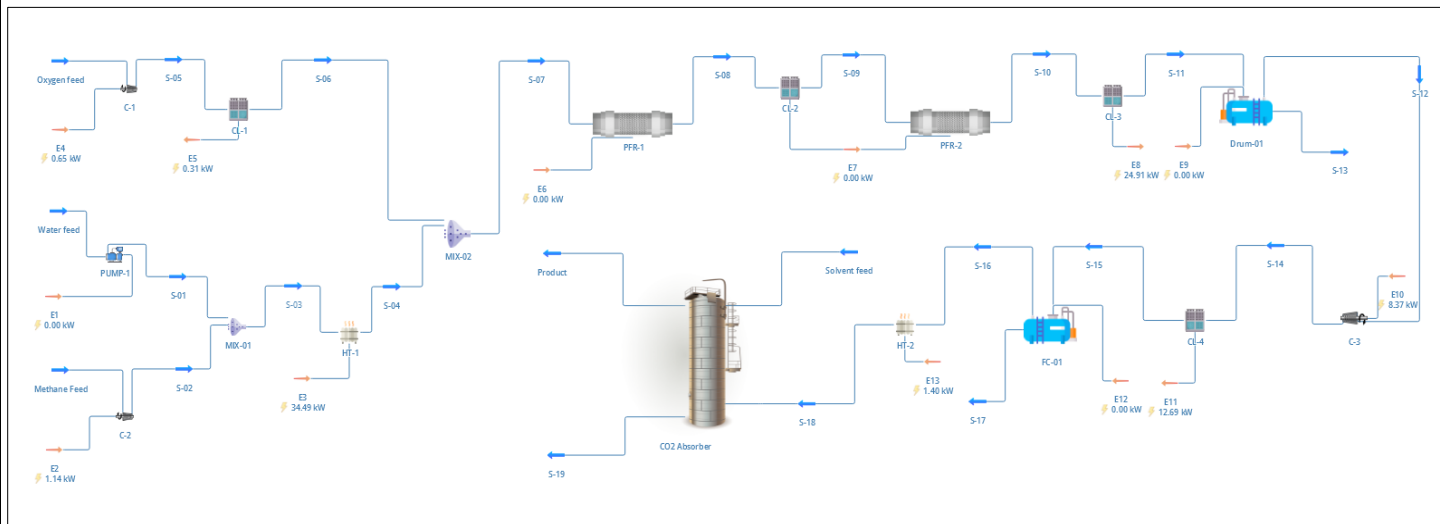 Oxygen feed
C-1
S-05
CL-1
S-06
E4
0.65 kW
E5
0.31 kW
Water feed
PUMP-1
S-01
E1
0.00 kW
MIX-01
S-03
HT-1
S-04
E3
34.49 kW
Methane Feed
S-02
C-2
E2
1.14 kW
MIX-02
S-07
PFR-1
E6
0.00 kW
S-08
CL-2
S-09
E7
0.00 kW
PFR-2
S-10
CL-3
S-11
E8
24.91 kW
E9
0.00 kW
Drum-01
S-12
S-13
Product
Solvent feed
CO2 Absorber
S-19
S-18
HT-2
E13
1.40 kW
S-16
FC-01
S-17
S-15
E12
0.00 kW
CL-4
E11
12.69 kW
S-14
C-3
E10
8.37 kW